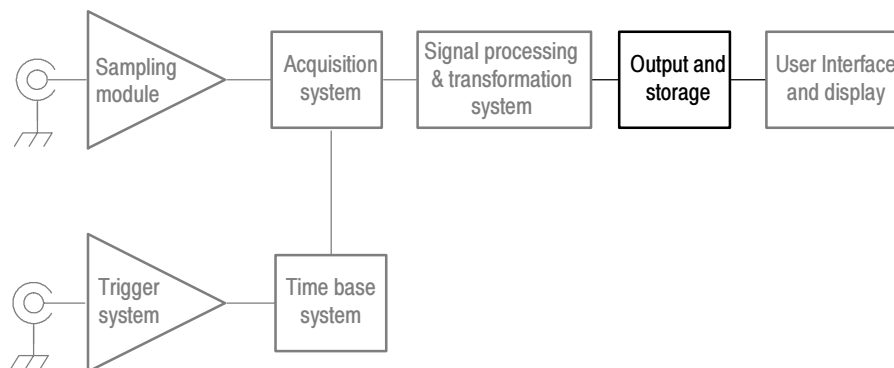 Sampling
module
Acquisition
system
Signal processing
& transformation
system
Output and
storage
User Interface
and display
Trigger
system
Time base
system